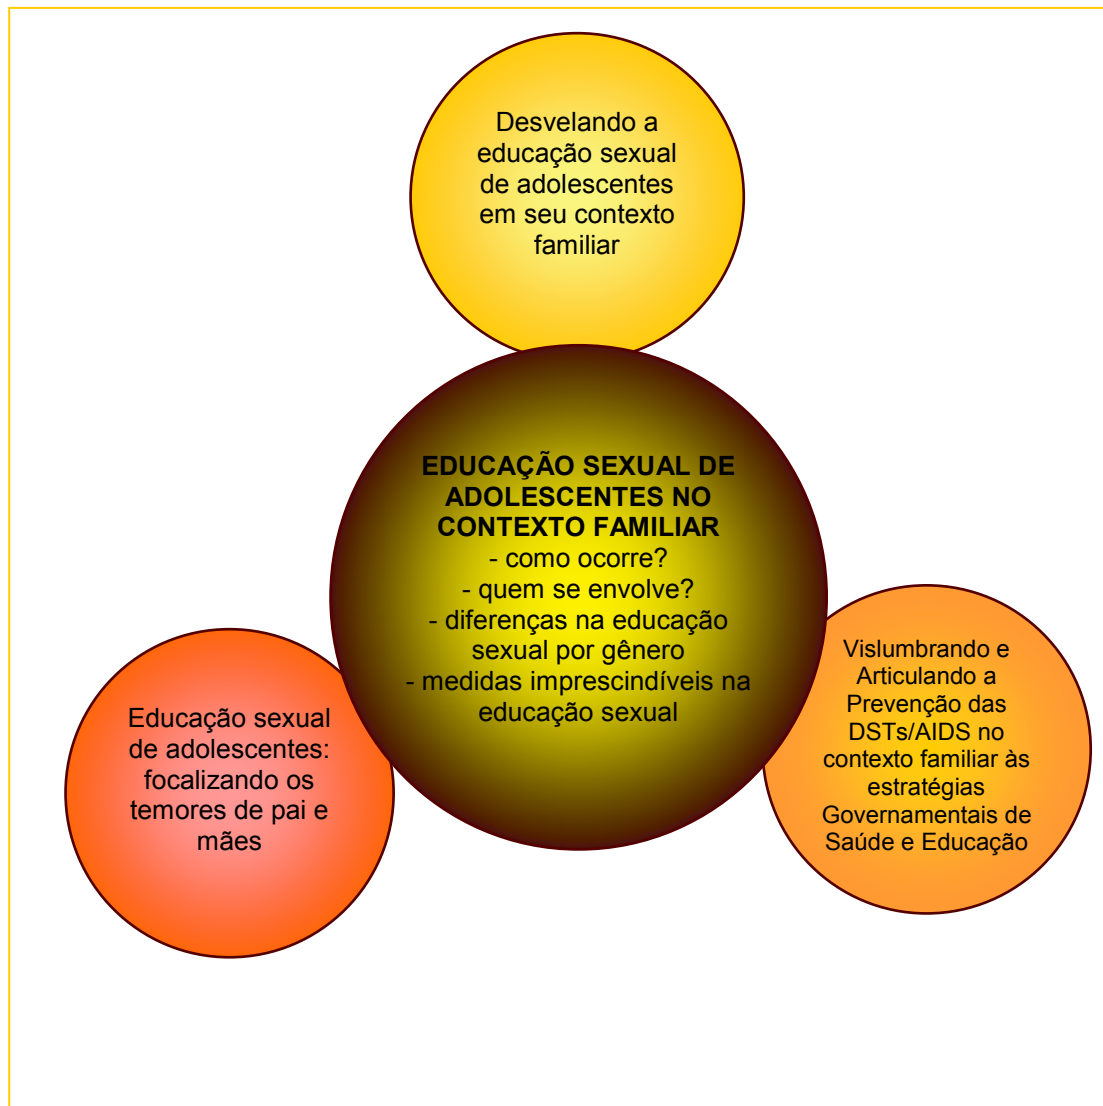 Desvelando a
educação sexual
de adolescentes
em seu contexto
familiar
EDUCAÇÃO SEXUAL DE
ADOLESCENTES NO
CONTEXTO FAMILIAR
- como ocorre?
- quem se envolve?
- diferenças na educação
sexual por gênero
- medidas imprescindíveis na
educação sexual
Educação sexual
de adolescentes:
focalizando os
temores de pai e
mães
Vislumbrando e
Articulando a
Prevenção das
DSTs/AIDS no
contexto familiar às
estratégias
Governamentais de
Saúde e Educação